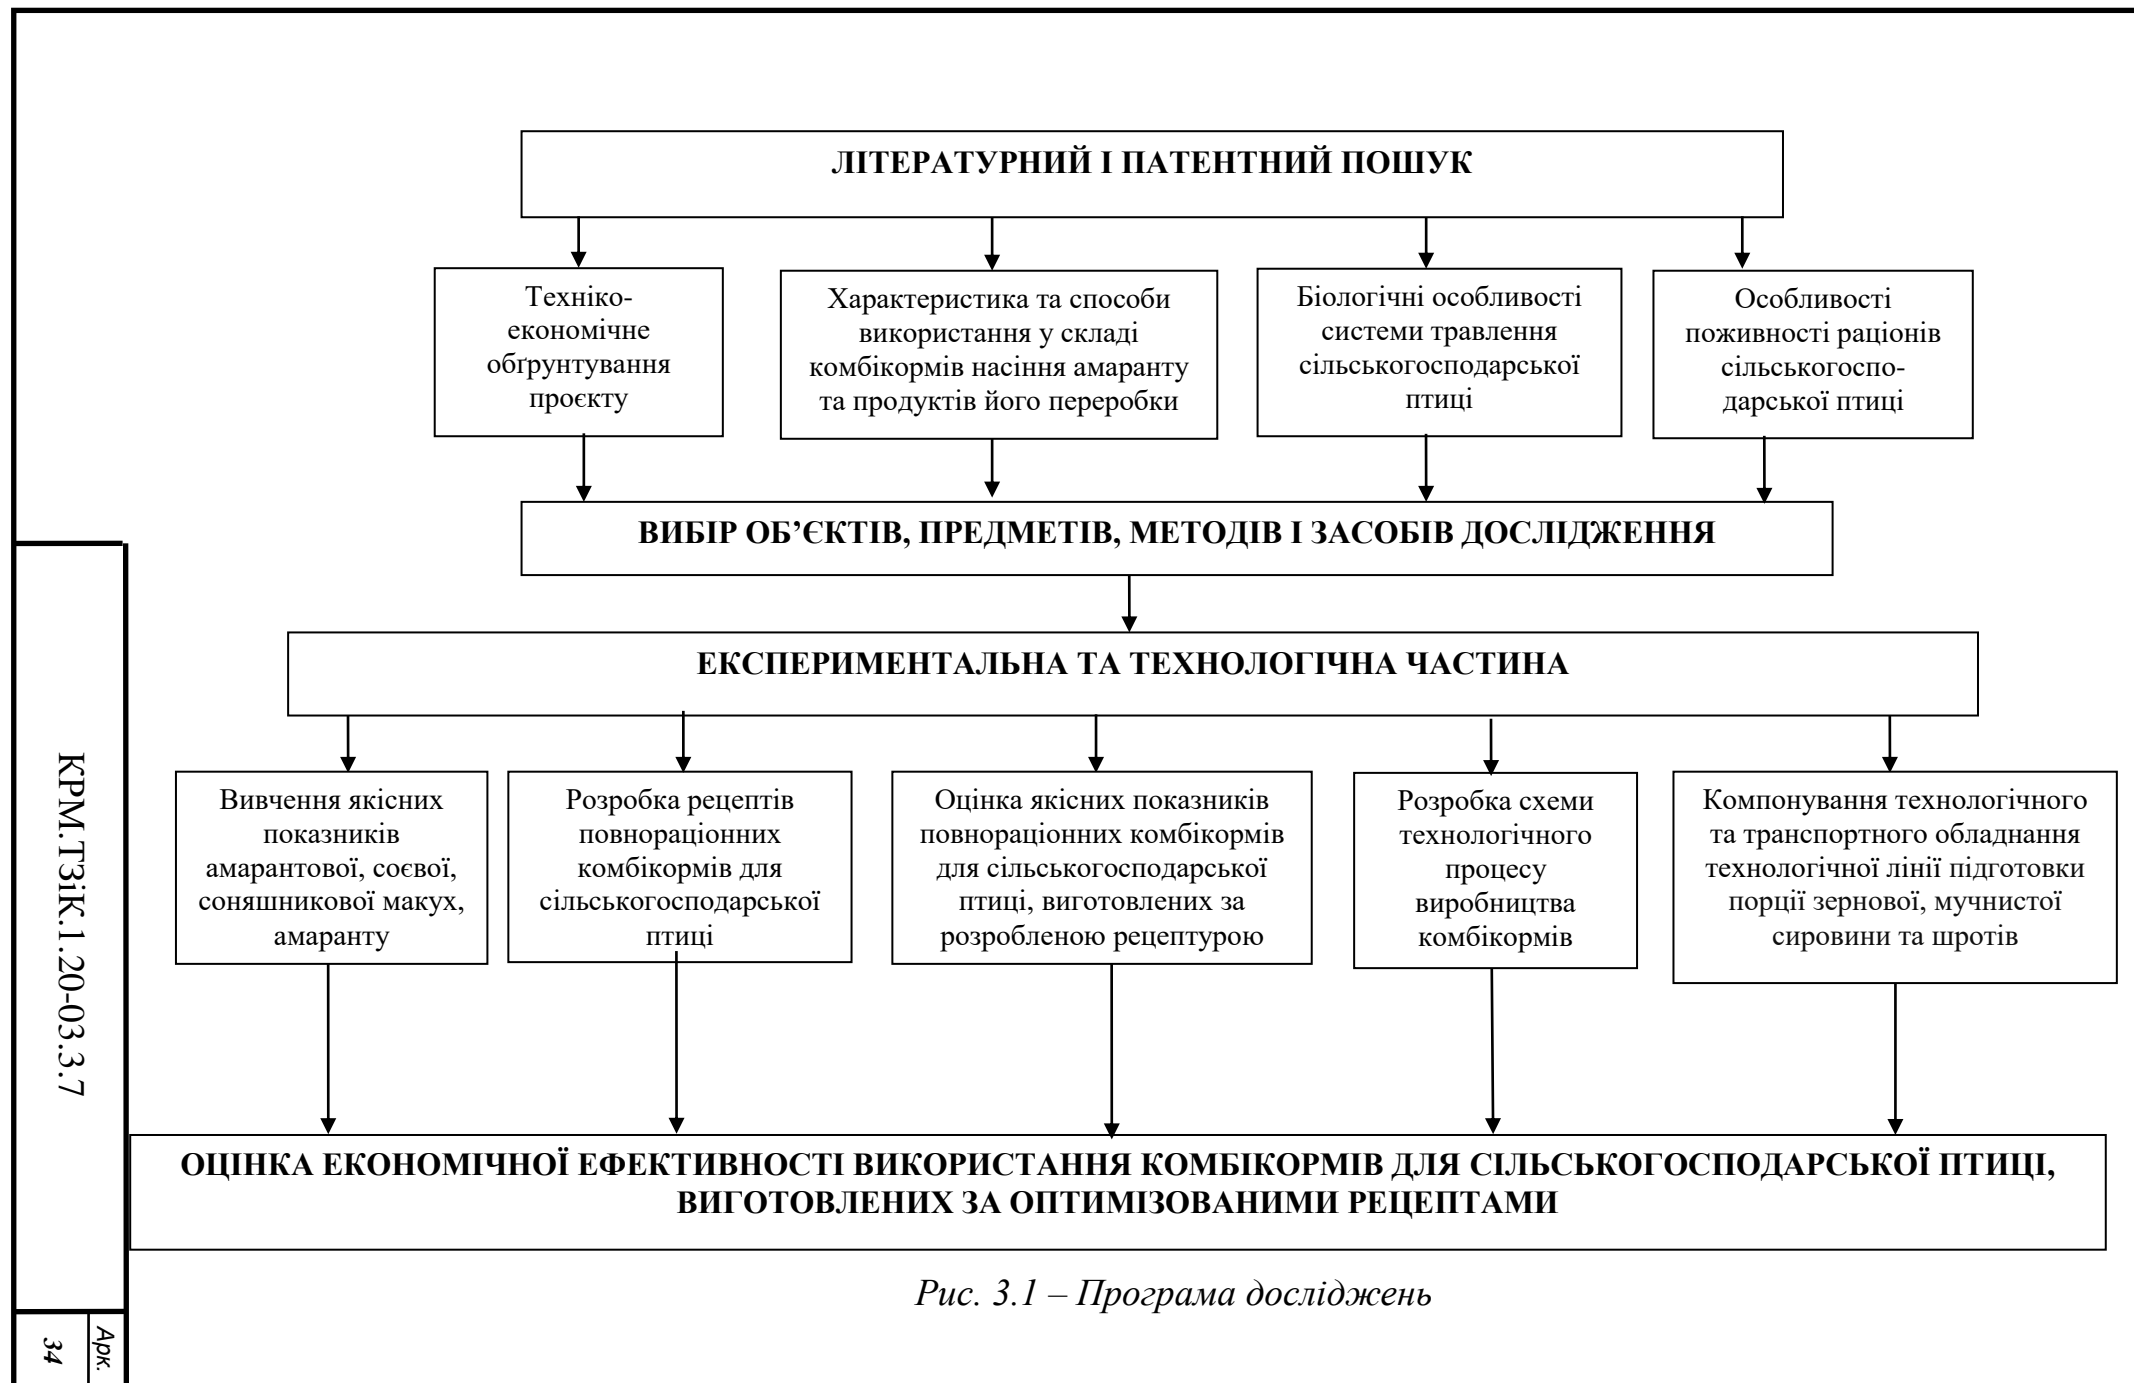 ЛІТЕРАТУРНИЙ І ПАТЕНТНИЙ ПОШУК
Техніко-
економічне
обґрунтування
проєкту
Характеристика та способи
використання у складі
комбікормів насіння амаранту
та продуктів його переробки
Біологічні особливості
системи травлення
сільськогосподарської
птиці
Особливості
поживності раціонів
сільськогоспо-
дарської птиці
ВИБІР ОБ’ЄКТІВ, ПРЕДМЕТІВ, МЕТОДІВ І ЗАСОБІВ ДОСЛІДЖЕННЯ
ЕКСПЕРИМЕНТАЛЬНА ТА ТЕХНОЛОГІЧНА ЧАСТИНА
Вивчення якісних
показників
амарантової, соєвої,
соняшникової макух,
амаранту
Розробка рецептів
повнораціонних
комбікормів для
сільськогосподарської
птиці
Оцінка якісних показників
повнораціонних комбікормів
для сільськогосподарської
птиці, виготовлених за
розробленою рецептурою
Розробка схеми
технологічного
процесу
виробництва
комбікормів
Компонування технологічного
та транспортного обладнання
технологічної лінії підготовки
порції зернової, мучнистої
сировини та шротів
ОЦІНКА ЕКОНОМІЧНОЇ ЕФЕКТИВНОСТІ ВИКОРИСТАННЯ КОМБІКОРМІВ ДЛЯ СІЛЬСЬКОГОСПОДАРСЬКОЇ ПТИЦІ,
ВИГОТОВЛЕНИХ ЗА ОПТИМІЗОВАНИМИ РЕЦЕПТАМИ
Рис. 3.1 – Програма досліджень
КРМ.ТЗіК.1.20-03.3.7
Арк.
34